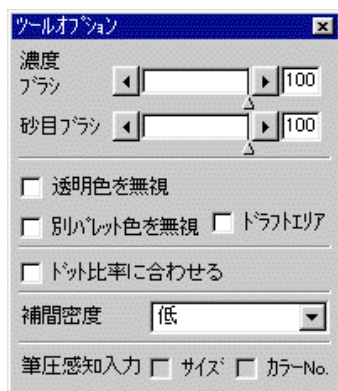 ツールオプション
濃度
ブラシ 100
砂目ブラシ 100
透明色を無視
別パレット色を無視 ドラフトエリア
ドット比率に合わせる
補間密度 低
筆圧感知入力 サイズ カラーNo.